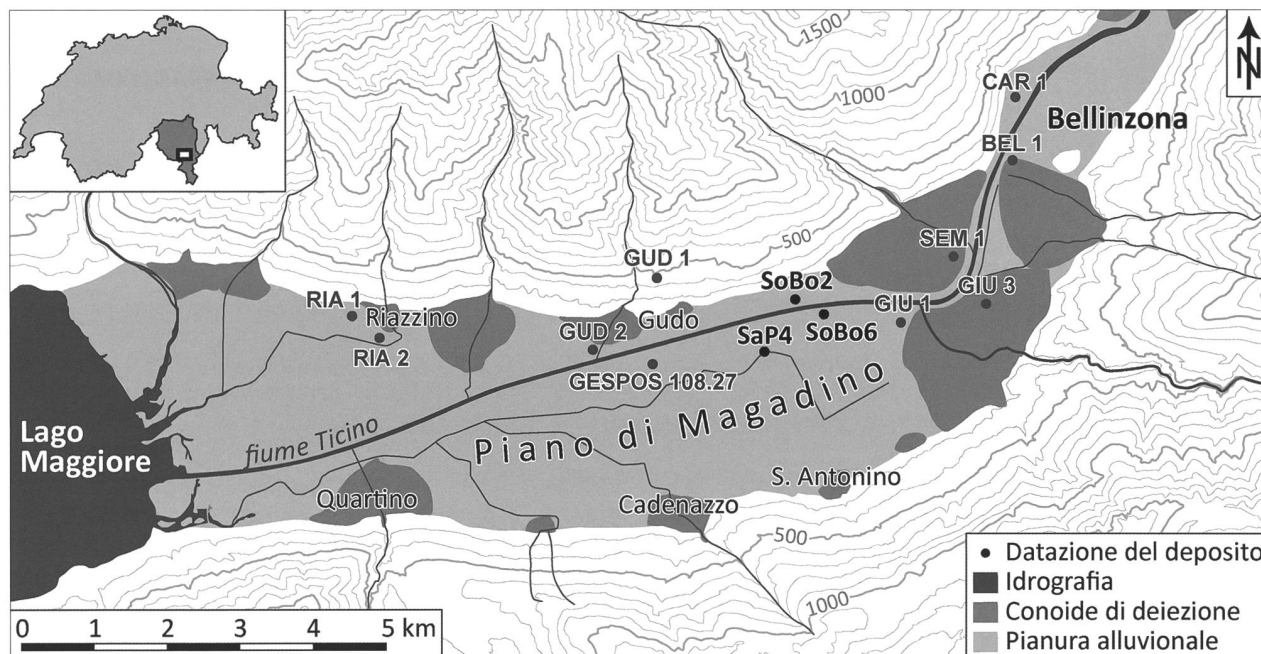 1500
N
1000
CAR 1
Bellinzona
BEL 1
500
SEM 1
GUD 1
SoBo2
GIU 3
RIA 1
Riazzino
GIU 1
GUD 2
Gudo
SoBo6
RIA 2
SaP4
GESPOS 108.27
Lago
Maggiore
fiume Ticino
Piano di Magadino
S. Antonino
Quartino
Cadenazzo
500
1000
Datazione del deposito
Idrografia
Conoide di deiezione
Pianura alluvionale
0 1 2 3 4 5 km